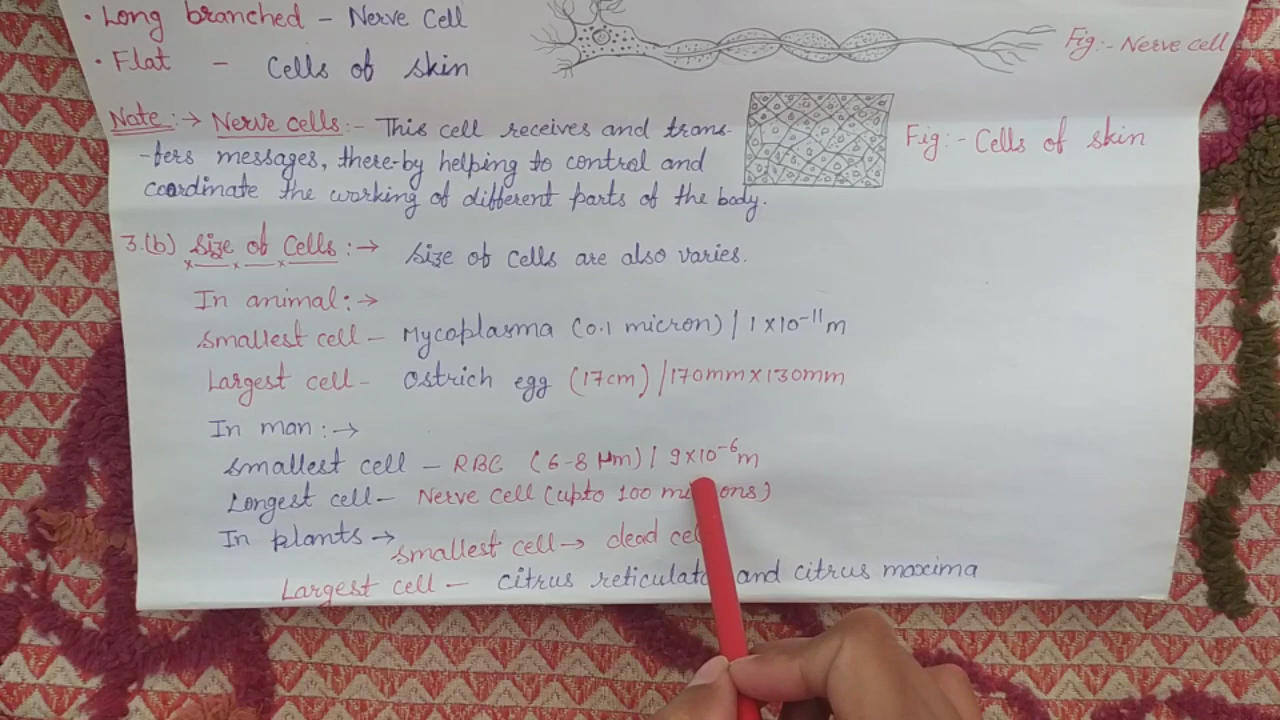 • Long branched - Nerve Cell
• Flat - Cells of skin
Fig:- Nerve cell
Note:→ Nerve cells:- This cell receives and trans-
-fers messages, there-by helping to control and
coordinate the working of different parts of the body.
Fig:- Cells of skin
3.(b) Size of Cells:→ Size of cells are also varies.
In animal:→
Smallest cell - Mycoplasma (0.1 micron) / 1×10⁻¹¹m
Largest cell - Ostrich egg (17cm) / 170mm×130mm
In man:→
Smallest cell - RBC (6-8 µm) / 9×10⁻⁶m
Longest cell - Nerve cell (upto 100
In plants→ Smallest cell→ dead
Largest cell - citrus reticulata and citrus maxima